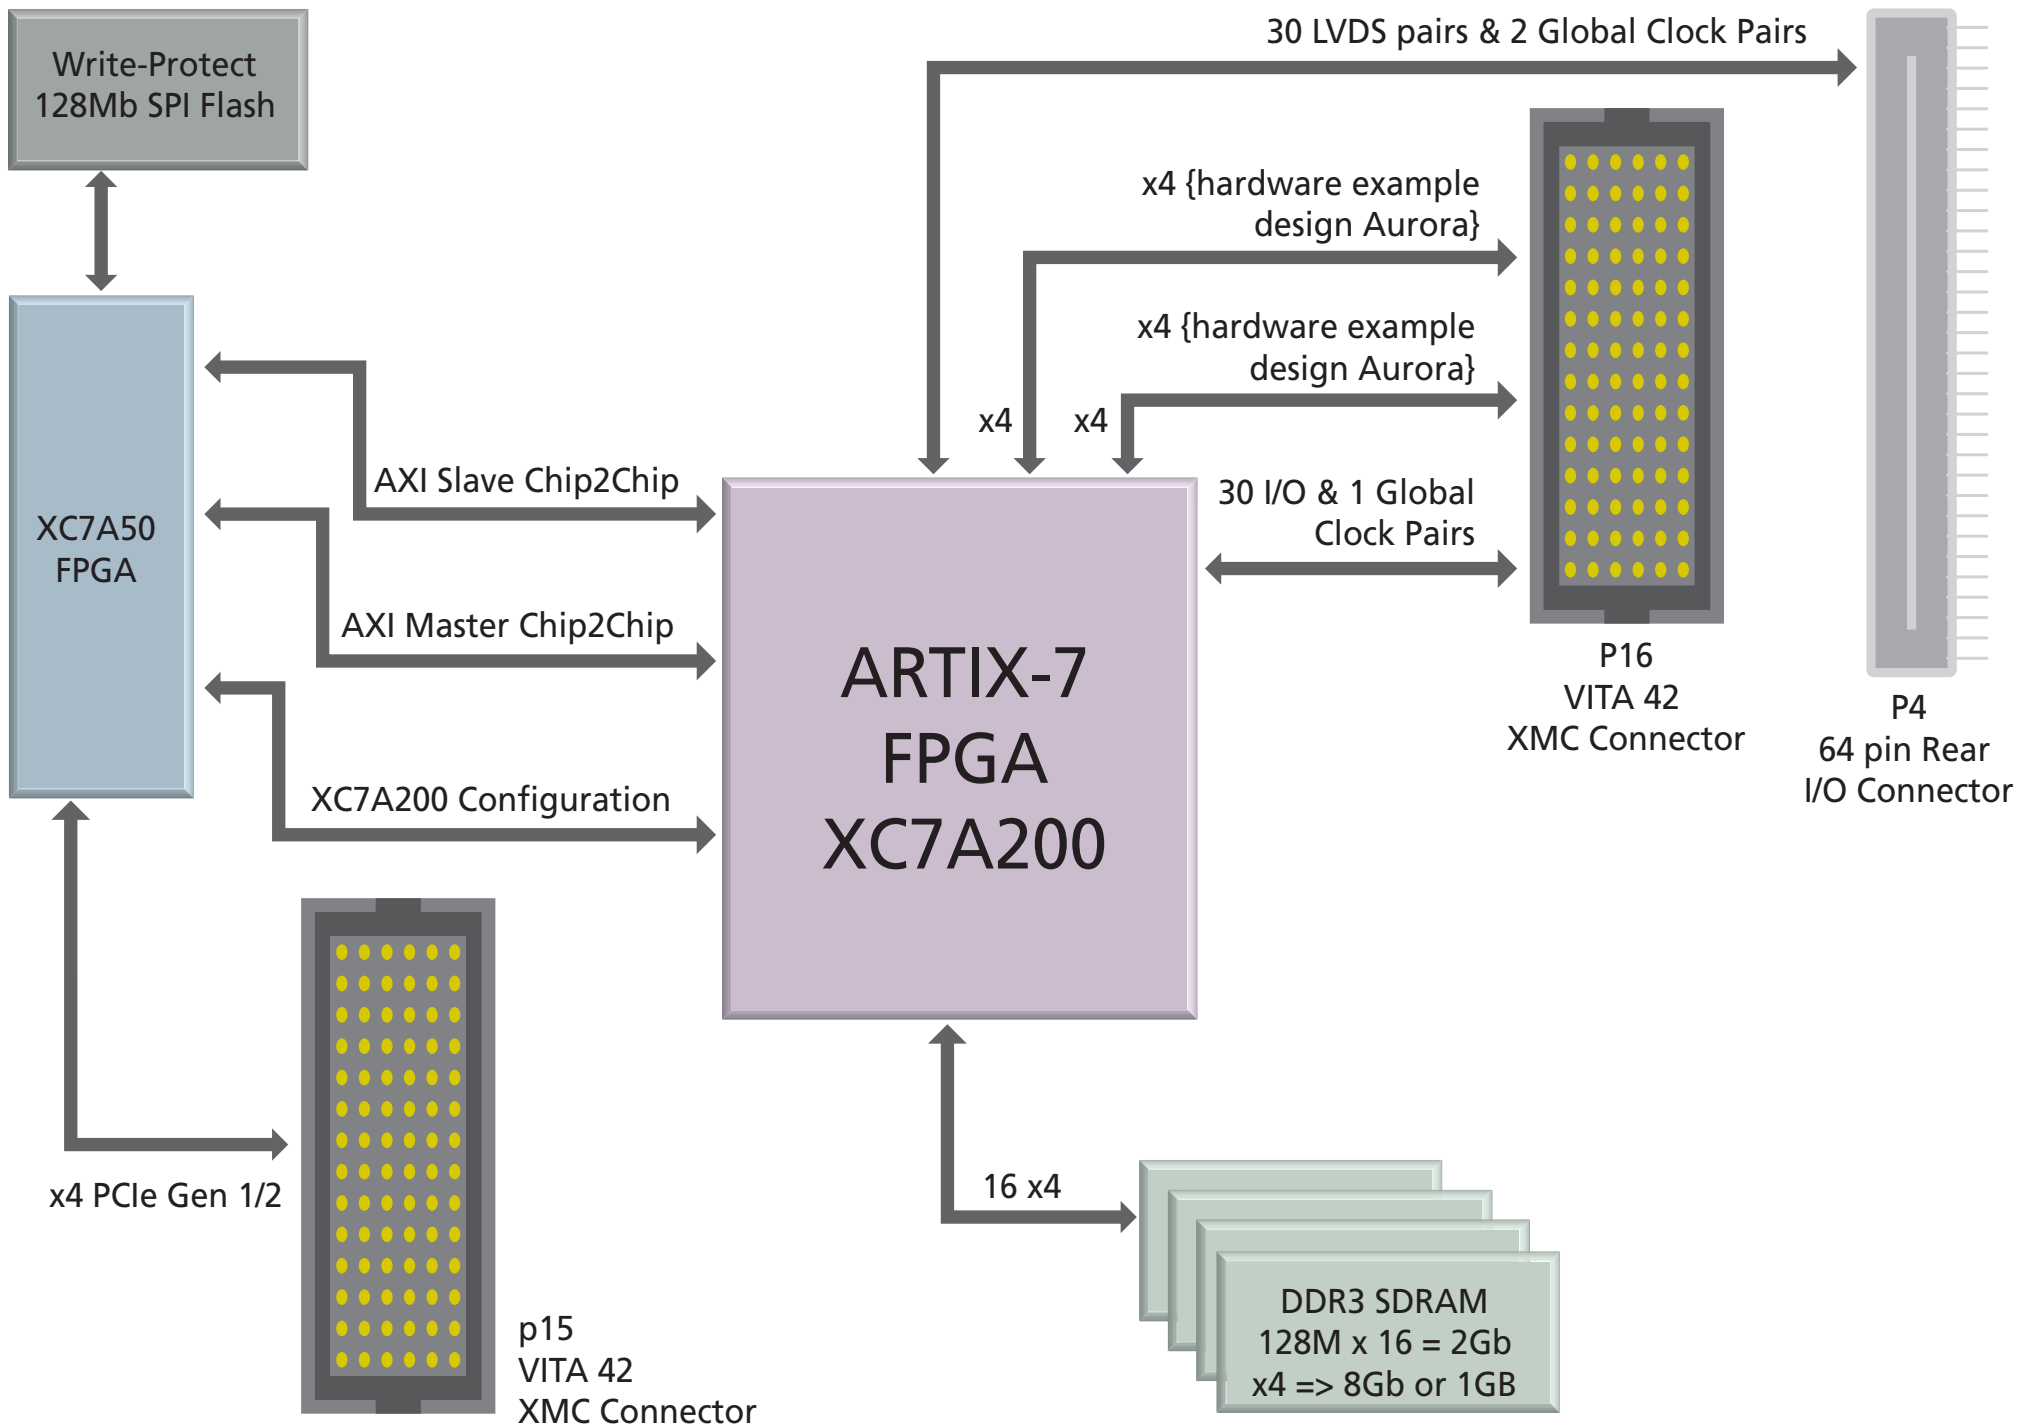 Write-Protect
128Mb SPI Flash
30 LVDS pairs & 2 Global Clock Pairs
x4 {hardware example
design Aurora}
x4 {hardware example
design Aurora}
x4
x4
AXI Slave Chip2Chip
30 I/O & 1 Global
Clock Pairs
XC7A50
FPGA
AXI Master Chip2Chip
ARTIX-7
FPGA
XC7A200
P16
VITA 42
XMC Connector
P4
64 pin Rear
I/O Connector
XC7A200 Configuration
x4 PCIe Gen 1/2
16 x4
p15
VITA 42
XMC Connector
DDR3 SDRAM
128M x 16 = 2Gb
x4 => 8Gb or 1GB